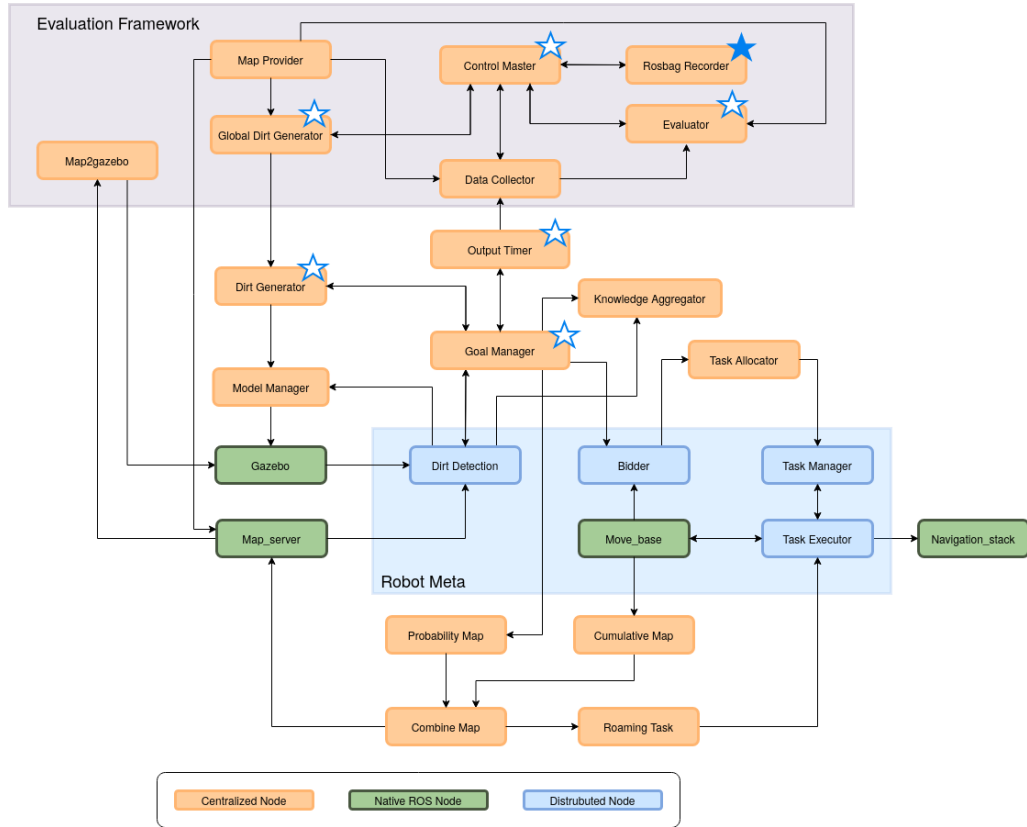 Evaluation Framework
Map Provider
Control Master
Rosbag Recorder
Global Dirt Generator
Evaluator
Map2gazebo
Data Collector
Output Timer
Dirt Generator
Knowledge Aggregator
Goal Manager
Task Allocator
Model Manager
Gazebo
Dirt Detection
Bidder
Task Manager
Map_server
Move_base
Task Executor
Navigation_stack
Robot Meta
Probability Map
Cumulative Map
Combine Map
Roaming Task
Centralized Node
Native ROS Node
Distrubuted Node